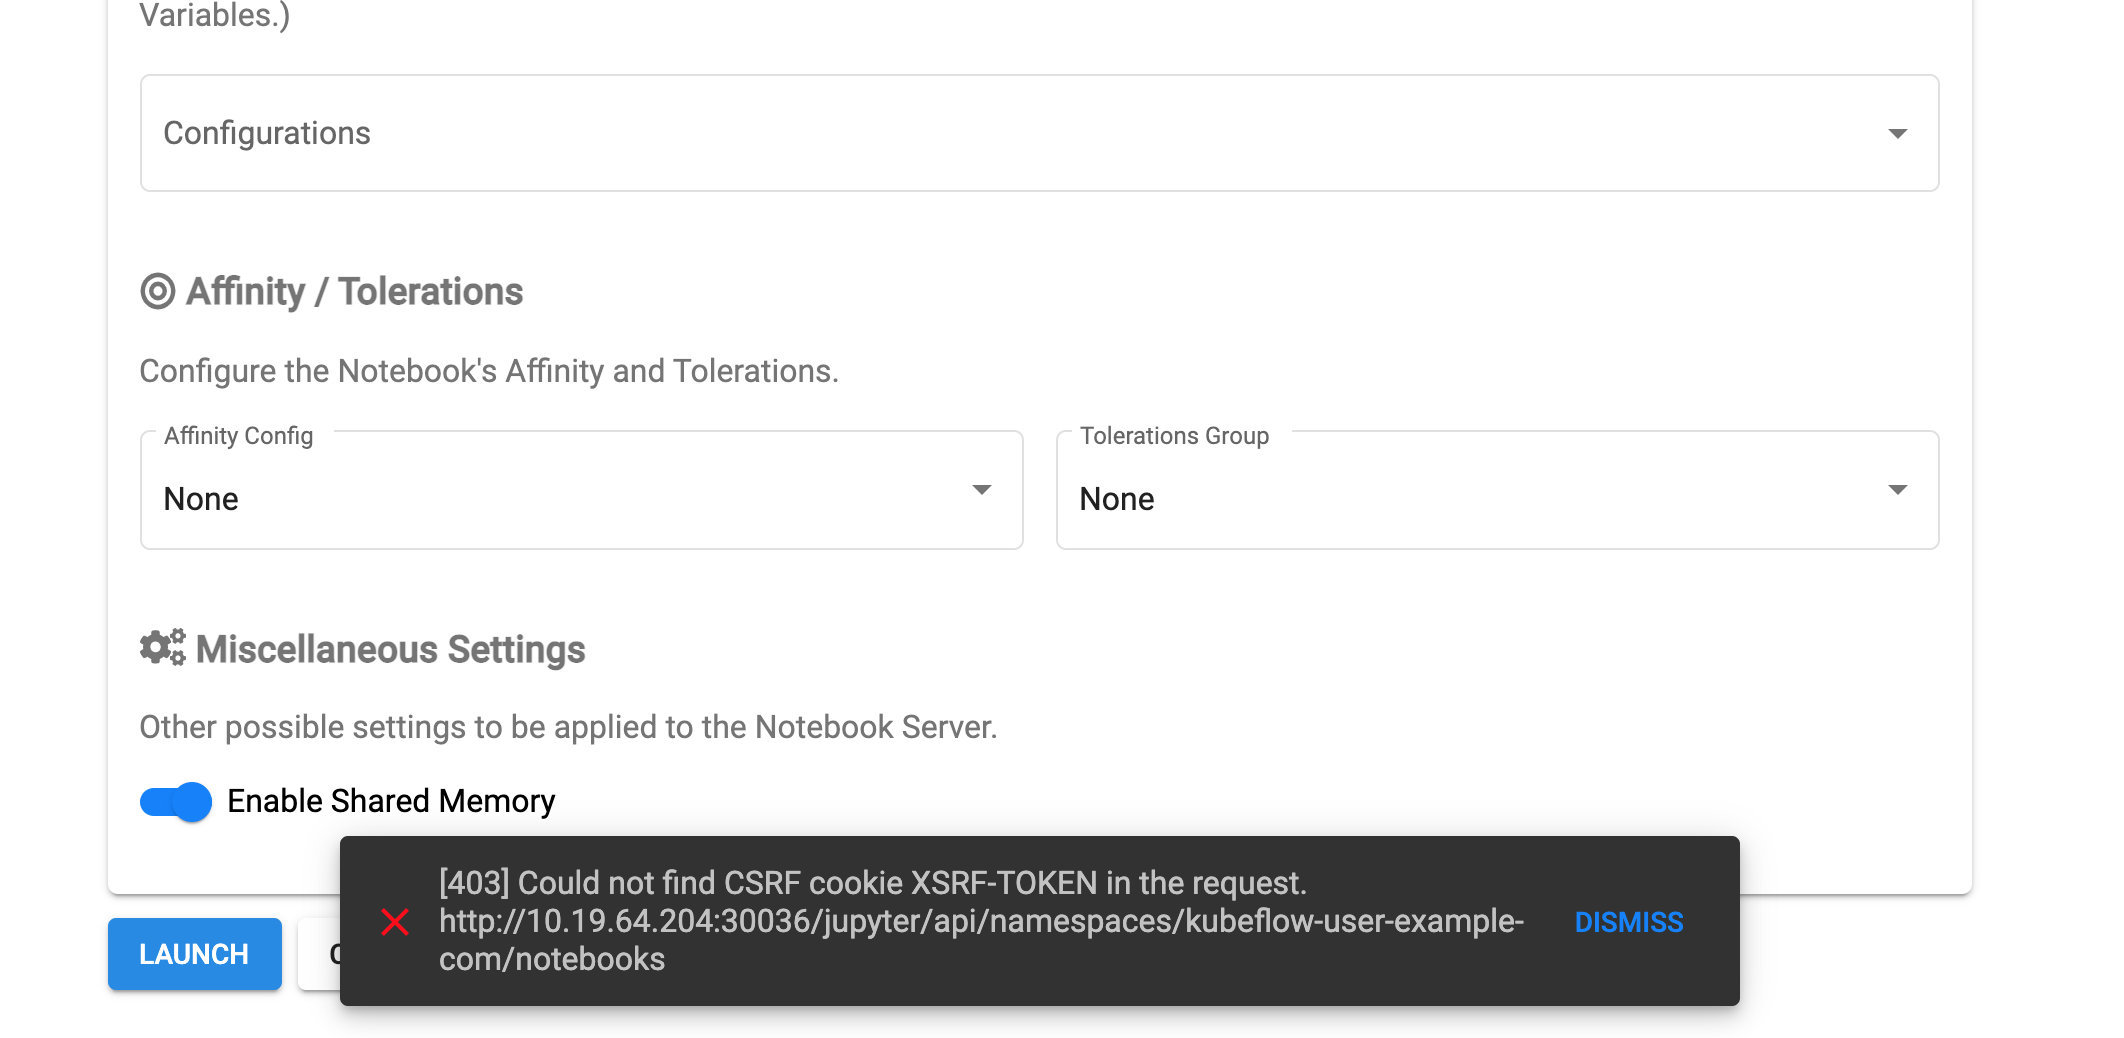 Variables.)
Configurations
Affinity / Tolerations
Configure the Notebook's Affinity and Tolerations.
Affinity Config
None
Tolerations Group
None
Miscellaneous Settings
Other possible settings to be applied to the Notebook Server.
Enable Shared Memory
[403] Could not find CSRF cookie XSRF-TOKEN in the request.
http://10.19.64.204:30036/jupyter/api/namespaces/kubeflow-user-example-
com/notebooks
DISMISS
LAUNCH